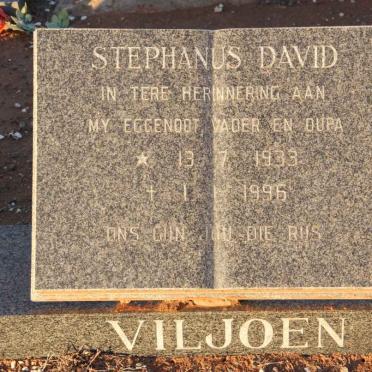 STEPHANUS DAVID
IN TERE HERINNERING AAN
MY EGGENOOT, VADER EN OUPA
★ 13 7 1933
† 1 1 1996
ONS GUN JOU DIE RUS
VILJOEN